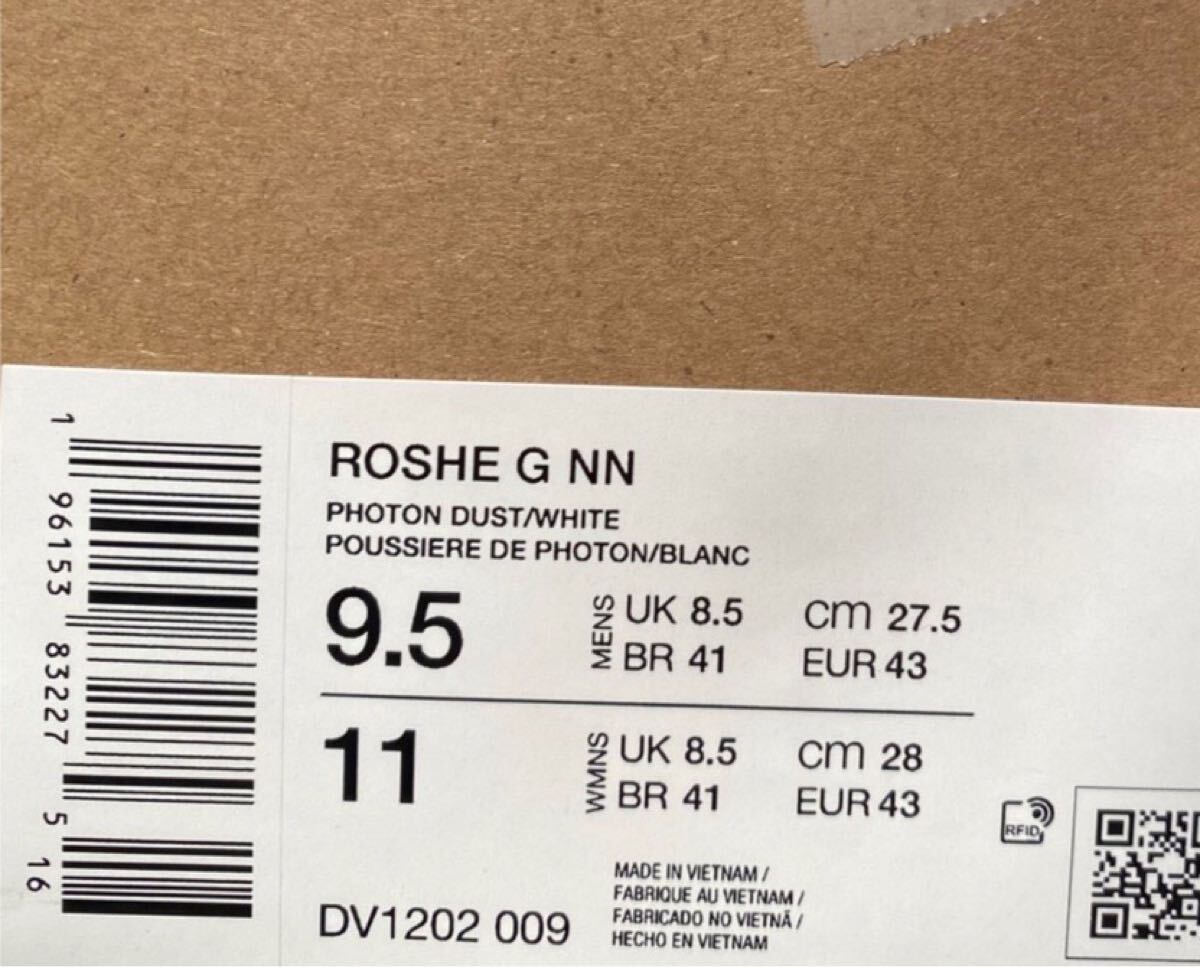 ROSHE G NN
PHOTON DUST/WHITE
POUSSIERE DE PHOTON/BLANC
9.5 MENS UK 8.5 cm 27.5
BR 41 EUR 43
11 WMNS UK 8.5 cm 28
BR 41 EUR 43
RFID
MADE IN VIETNAM /
FABRIQUE AU VIETNAM /
FABRICADO NO VIETNÃ /
HECHO EN VIETNAM
DV1202 009
1 96153 83227 5 16